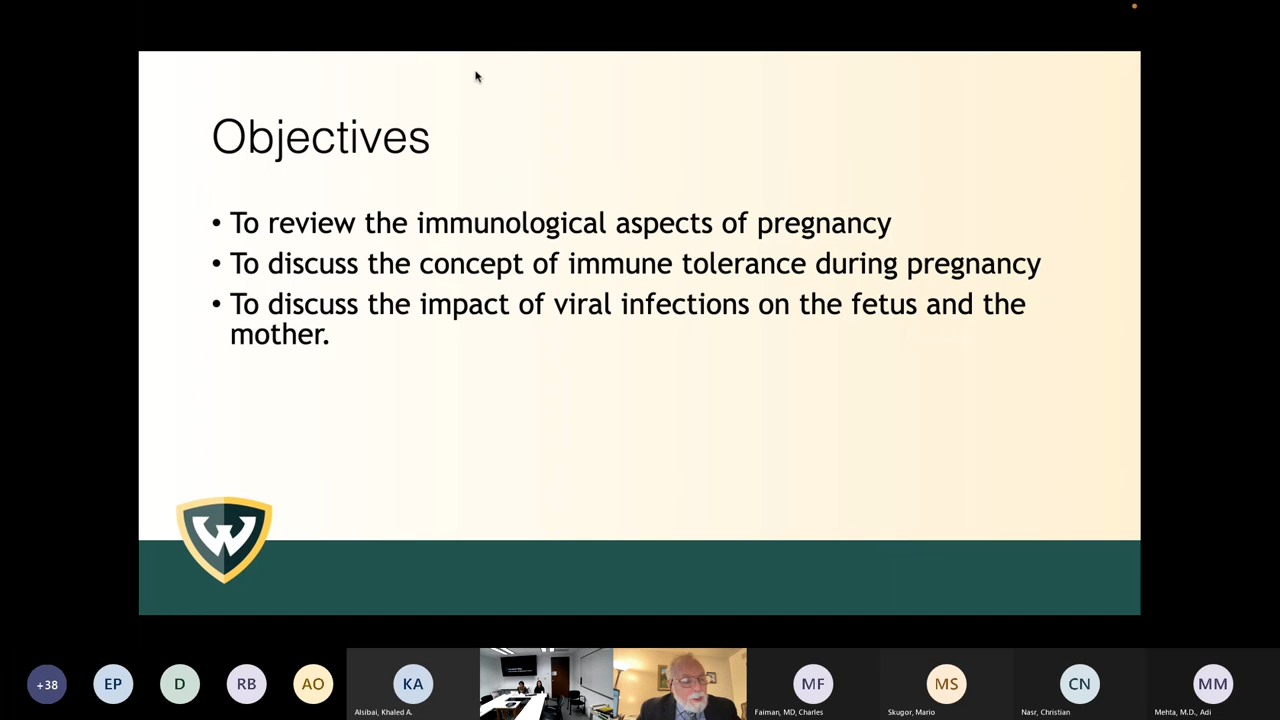 Objectives
• To review the immunological aspects of pregnancy
• To discuss the concept of immune tolerance during pregnancy
• To discuss the impact of viral infections on the fetus and the
mother.
W
+38
EP
D
RB
AO
KA
MF
MS
CN
MM
Alsibai, Khaled A.
Faiman, MD, Charles
Skugor, Mario
Nasr, Christian
Mehta, M.D., Adi